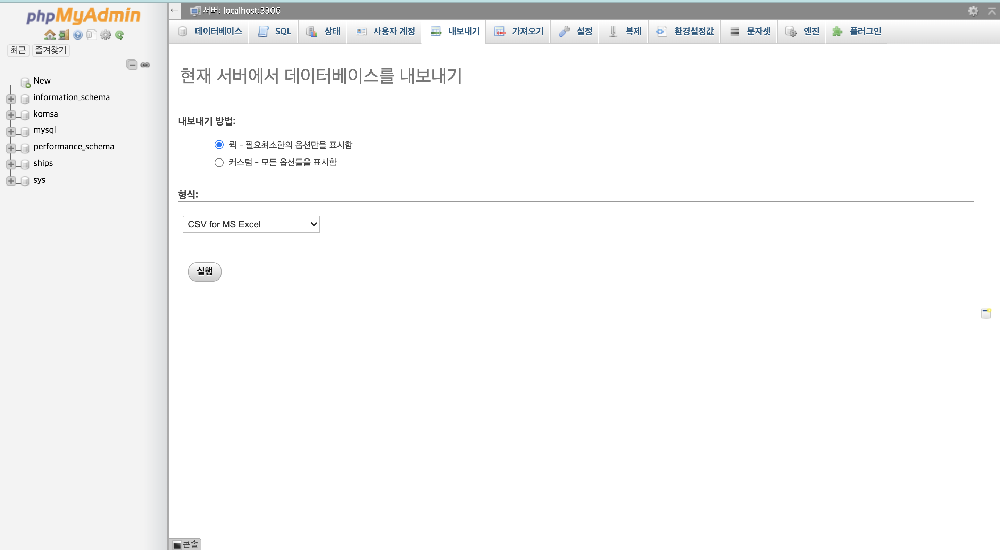 phpMyAdmin
최근 즐겨찾기
New
information_schema
komsa
mysql
performance_schema
ships
sys
서버: localhost:3306
데이터베이스 SQL 상태 사용자 계정 내보내기 가져오기 설정 복제 환경설정값 문자셋 엔진 플러그인
현재 서버에서 데이터베이스를 내보내기
내보내기 방법:
퀵 - 필요최소한의 옵션만을 표시함
커스텀 - 모든 옵션들을 표시함
형식:
CSV for MS Excel
실행
콘솔